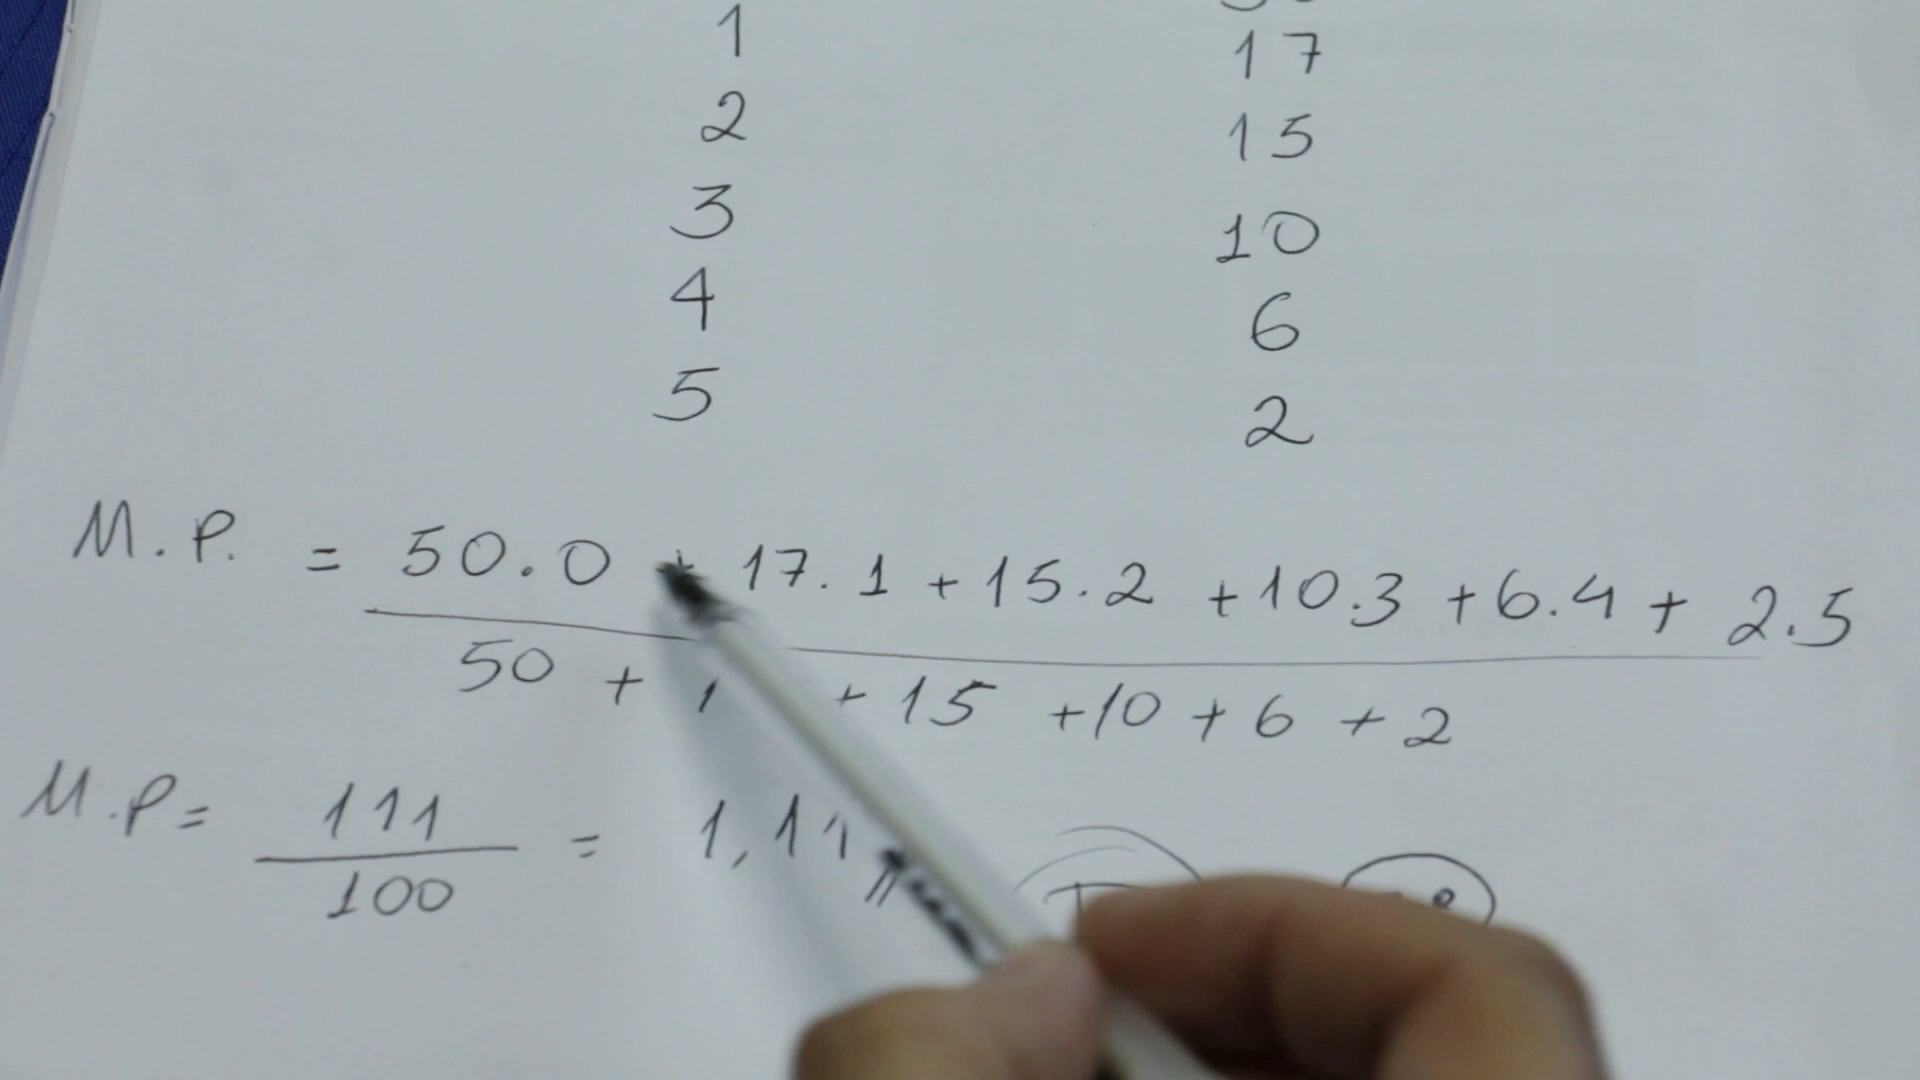 1 17
2 15
3 10
4 6
5 2
M.P. = 50.0 + 17.1 + 15.2 + 10.3 + 6.4 + 2.5
50 + + 15 + 10 + 6 + 2
M.P = 111
100
= 1,11